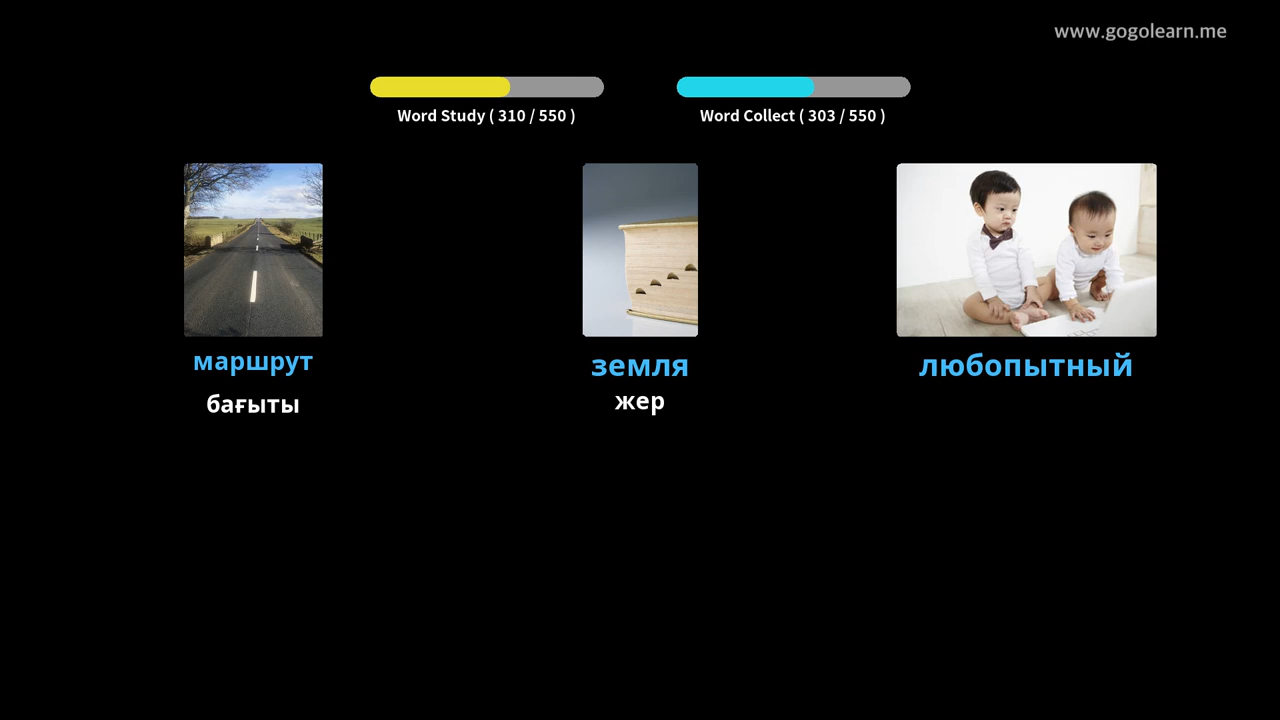 www.gogolearn.me
Word Study ( 310 / 550 )
Word Collect ( 303 / 550 )
маршрут
бағыты
земля
жер
любопытный